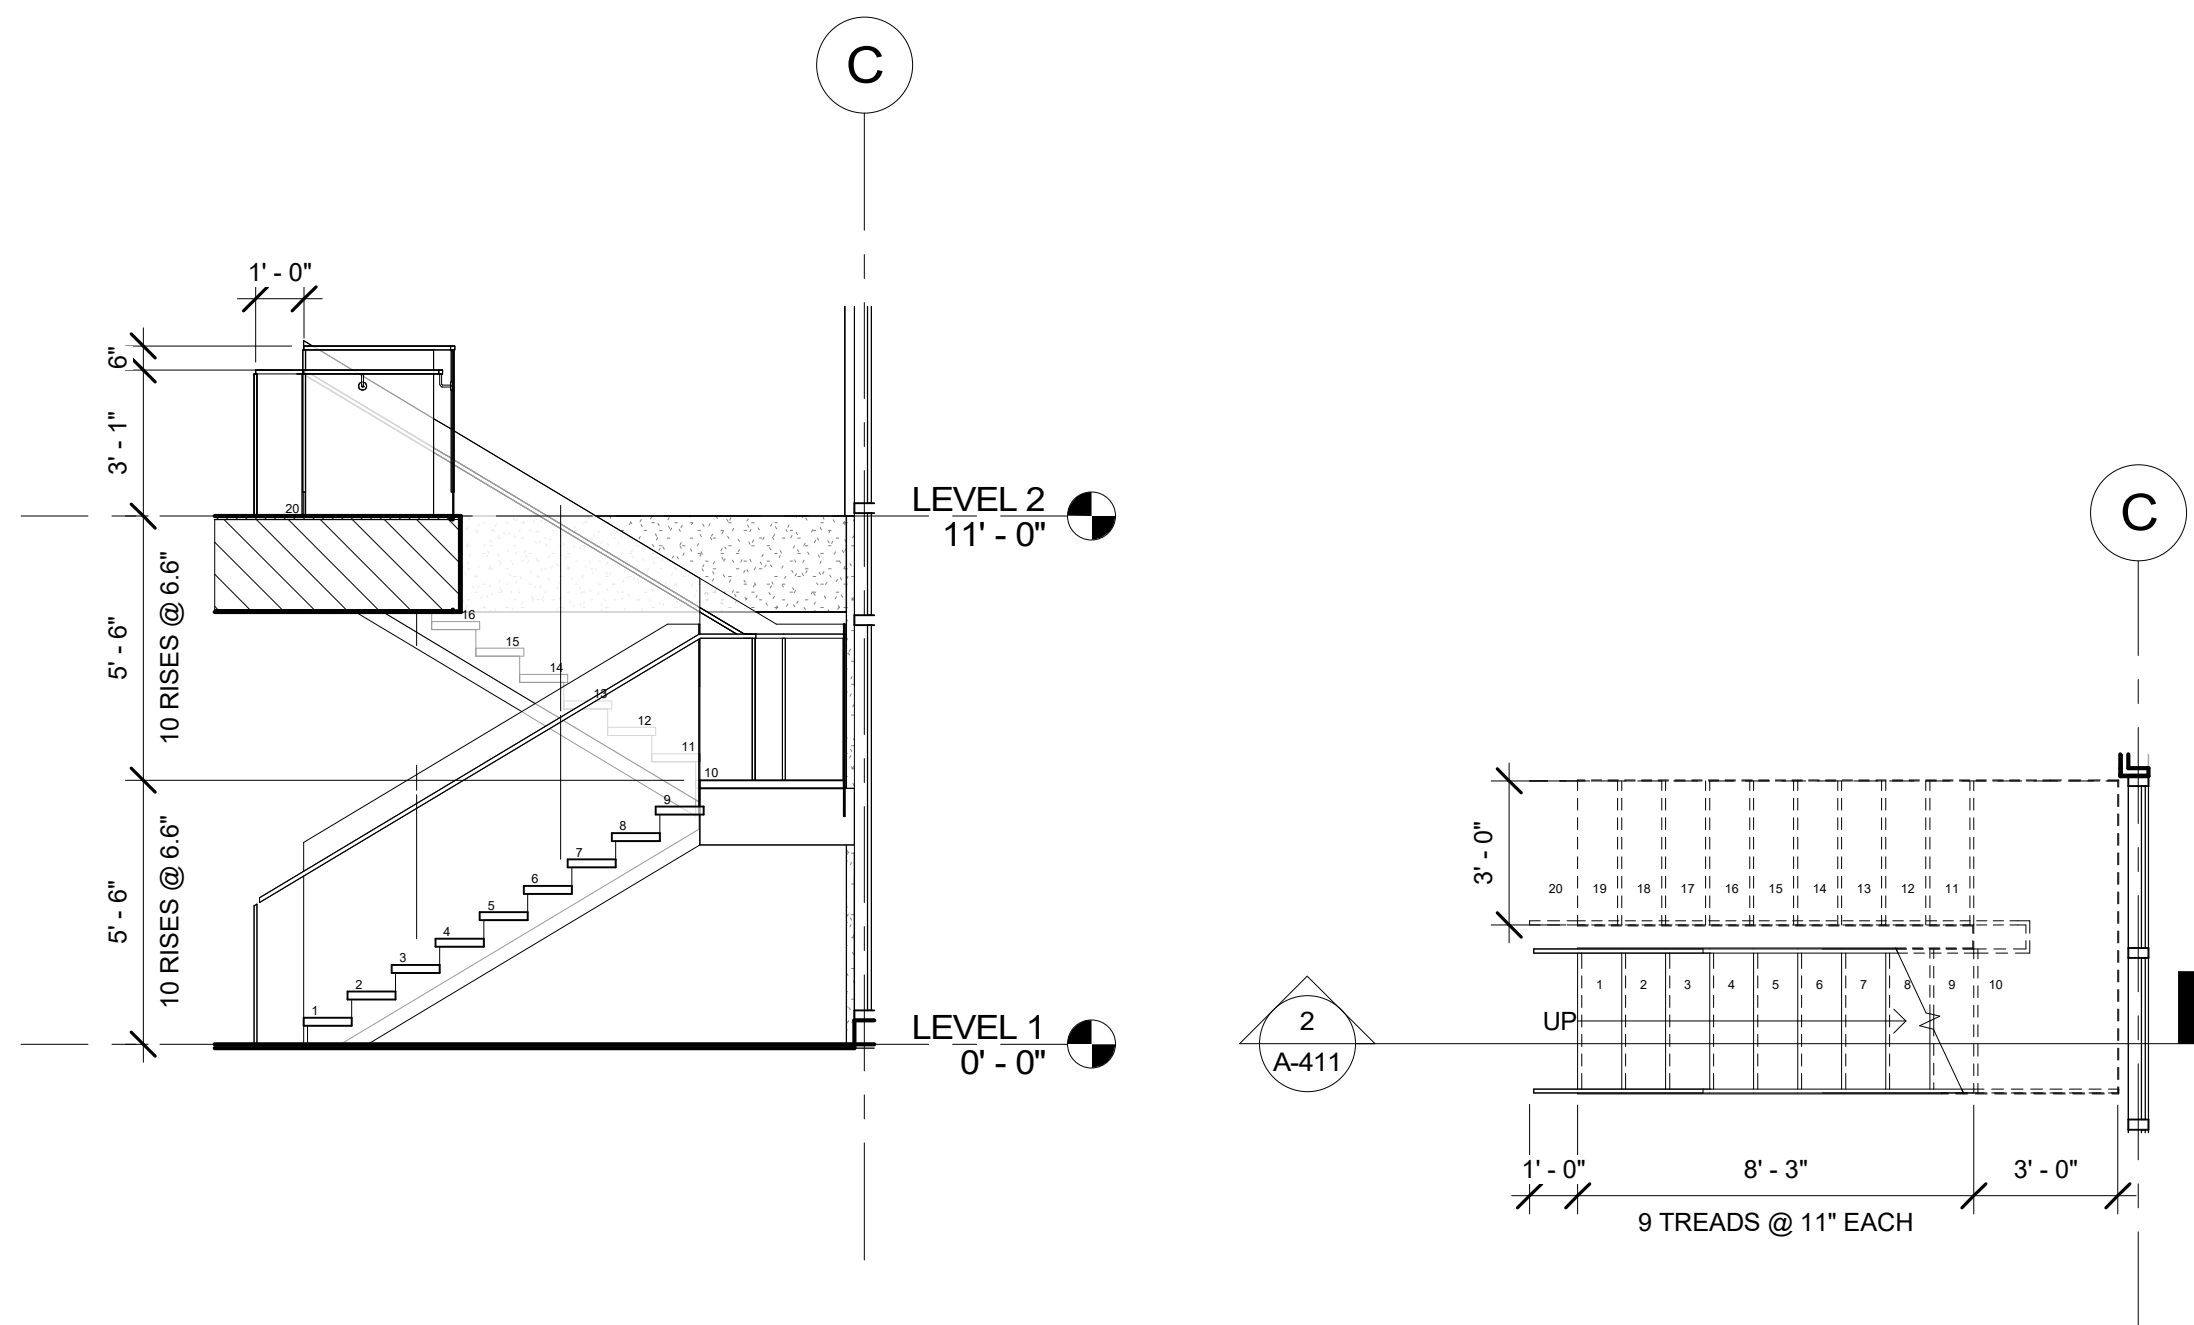 C
1' - 0"
6"
3' - 1"
20
LEVEL 2
11' - 0"
10 RISES @ 6.6"
5' - 6"
16
15
14
13
12
11
10
9
8
7
6
5
4
3
2
1
10 RISES @ 6.6"
5' - 6"
LEVEL 1
0' - 0"
C
3' - 0"
20 19 18 17 16 15 14 13 12 11
1 2 3 4 5 6 7 8 9 10
UP
2
A-411
1' - 0" 8' - 3" 3' - 0"
9 TREADS @ 11" EACH